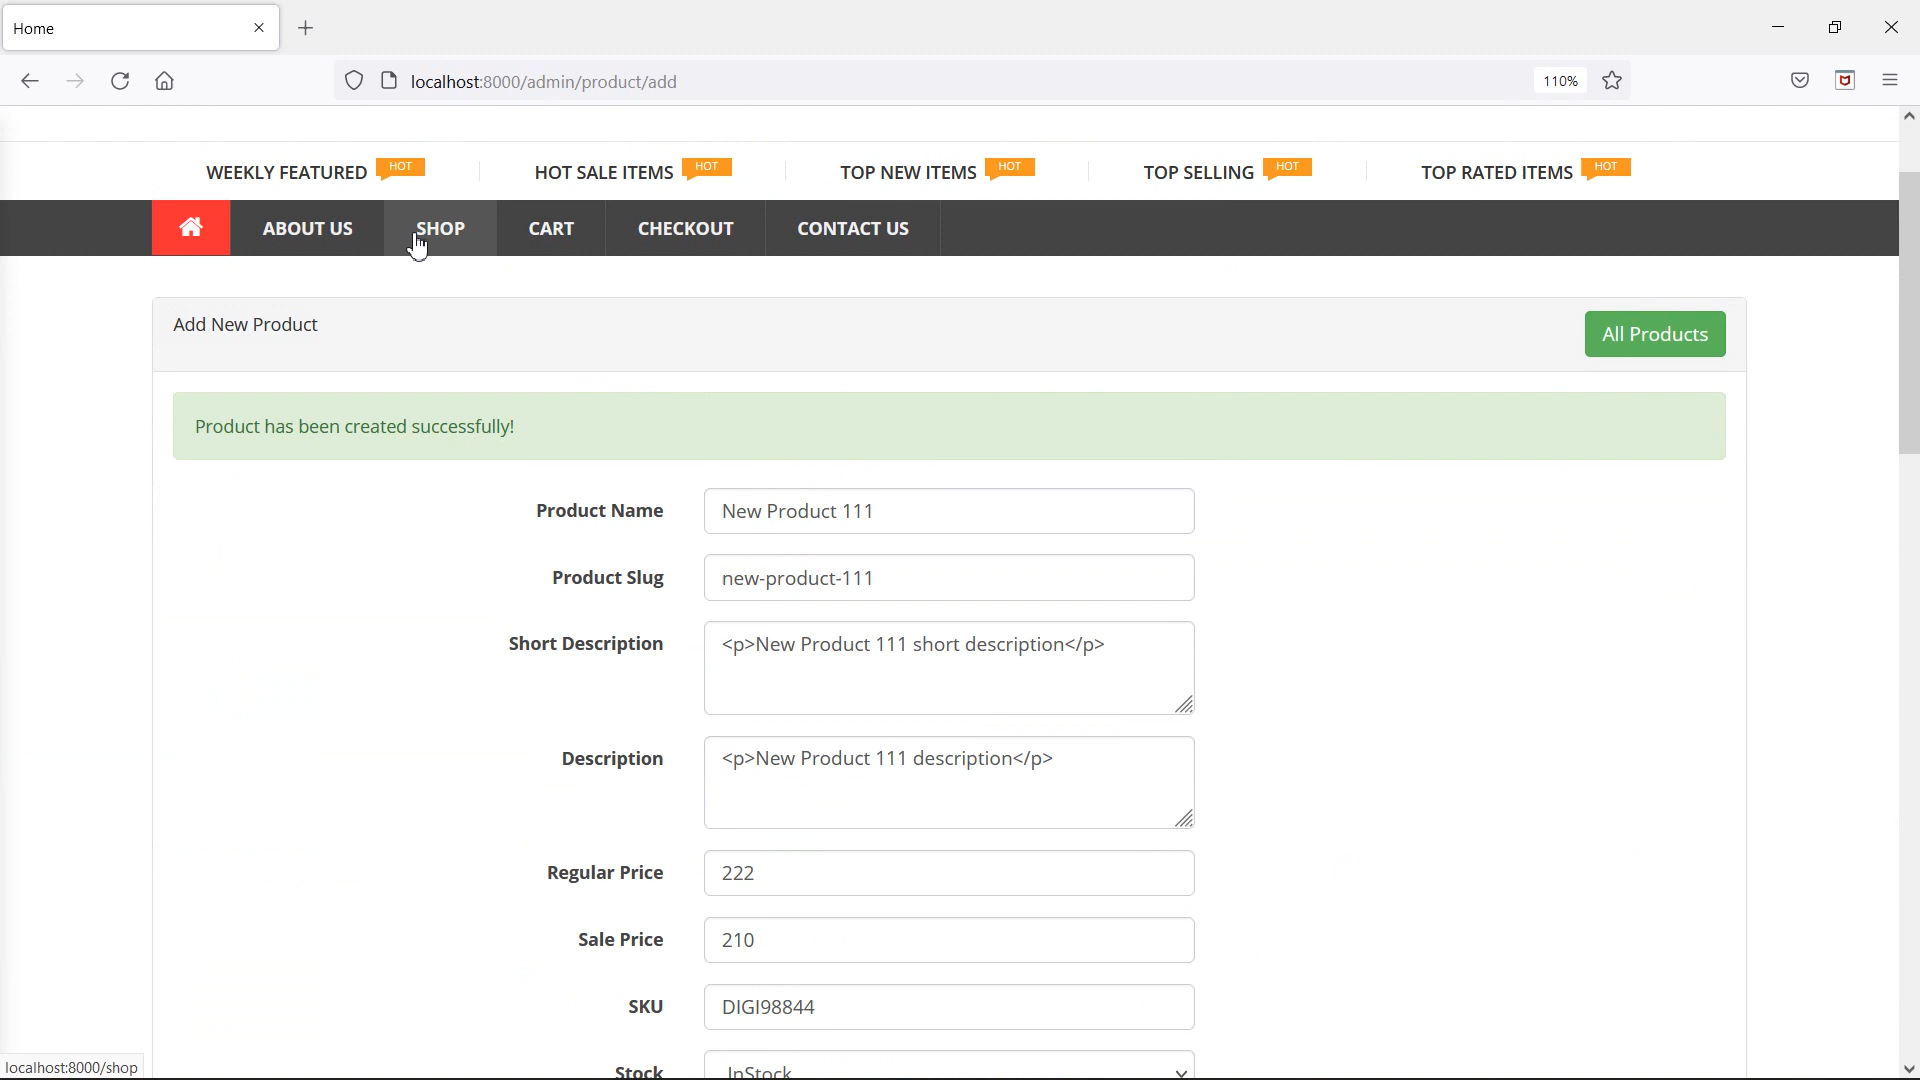 Home
localhost:8000/admin/product/add
110%
WEEKLY FEATURED HOT HOT SALE ITEMS HOT TOP NEW ITEMS HOT TOP SELLING HOT TOP RATED ITEMS HOT
ABOUT US SHOP CART CHECKOUT CONTACT US
Add New Product
All Products
Product has been created successfully!
Product Name New Product 111
Product Slug new-product-111
Short Description <p>New Product 111 short description</p>
Description <p>New Product 111 description</p>
Regular Price 222
Sale Price 210
SKU DIGI98844
Stock InStock
localhost:8000/shop